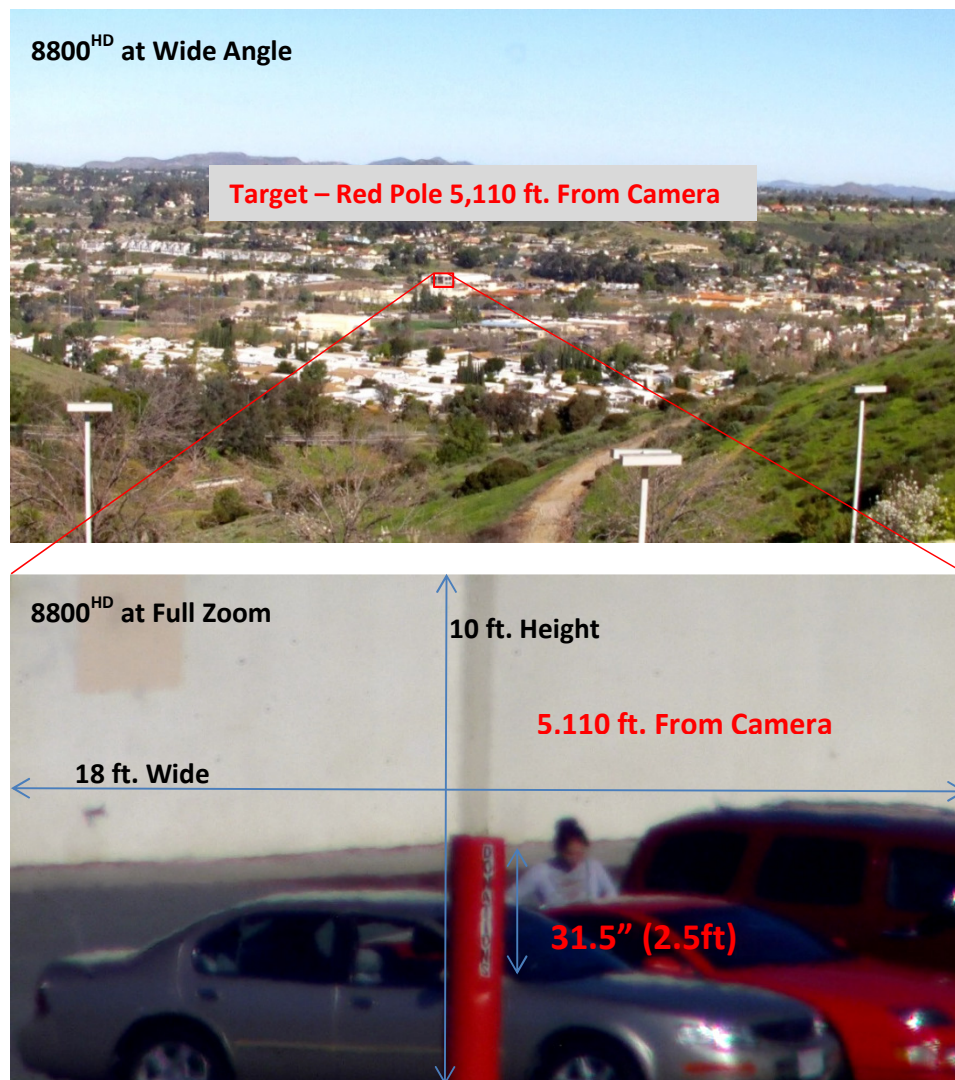 8800HD at Wide Angle
Target – Red Pole 5,110 ft. From Camera
8800HD at Full Zoom
10 ft. Height
5.110 ft. From Camera
18 ft. Wide
DONATIONS
31.5” (2.5ft)